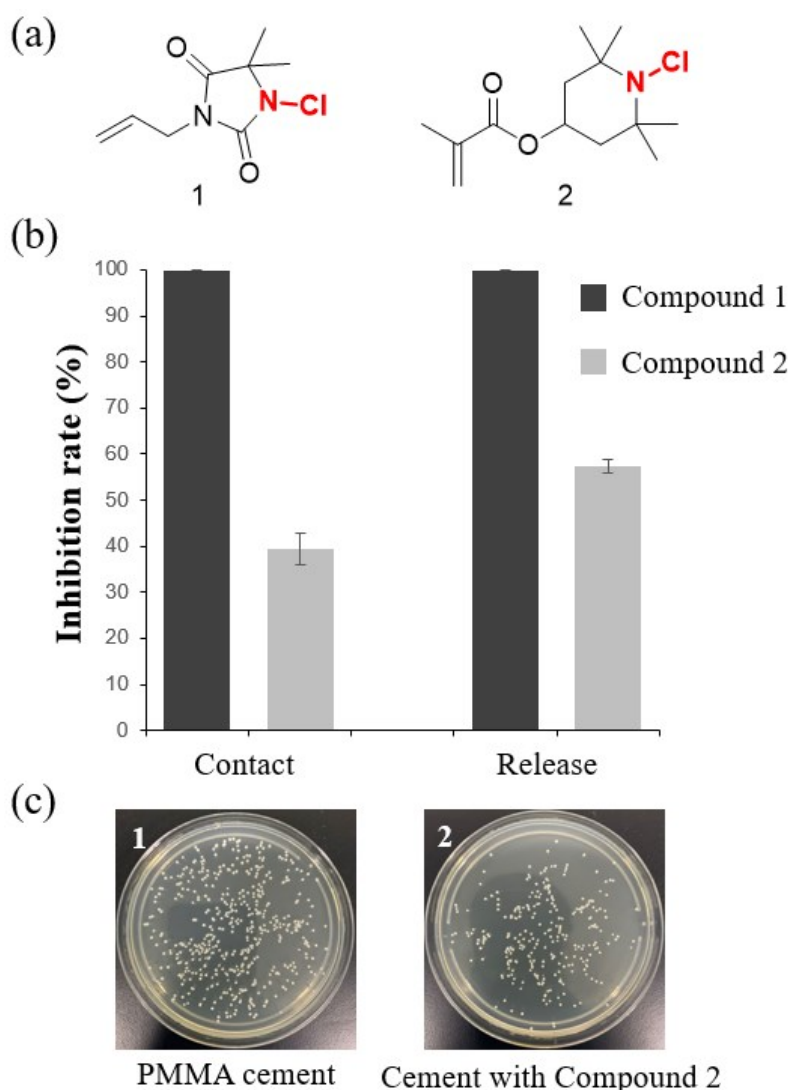 (a)
O
N
N-Cl
O
1
O
O
N
Cl
2
(b)
Inhibition rate (%)
100
90
80
70
60
50
40
30
20
10
0
Contact
Release
Compound 1
Compound 2
(c)
1
2
PMMA cement
Cement with Compound 2